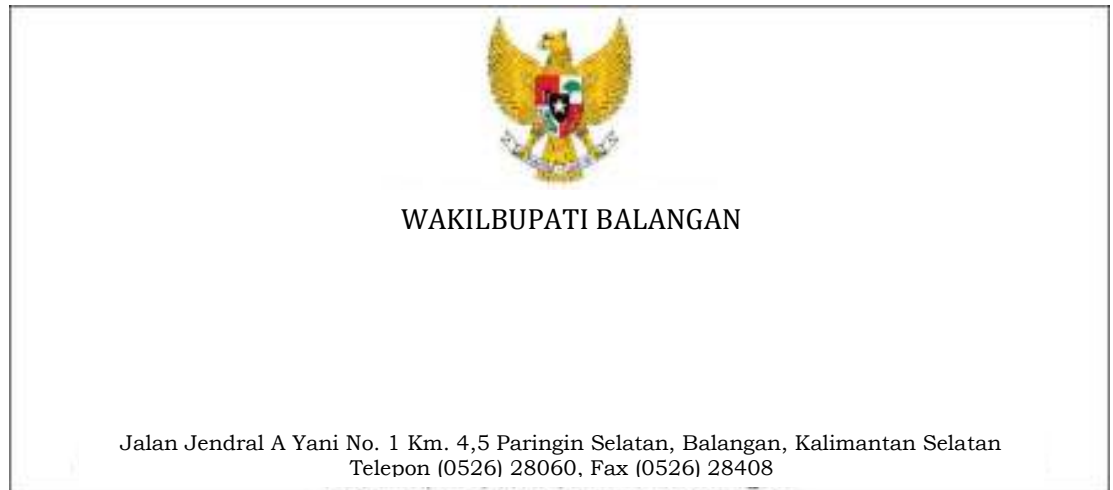 WAKILBUPATI BALANGAN
Jalan Jendral A Yani No. 1 Km. 4,5 Paringin Selatan, Balangan, Kalimantan Selatan
Telepon (0526) 28060, Fax (0526) 28408